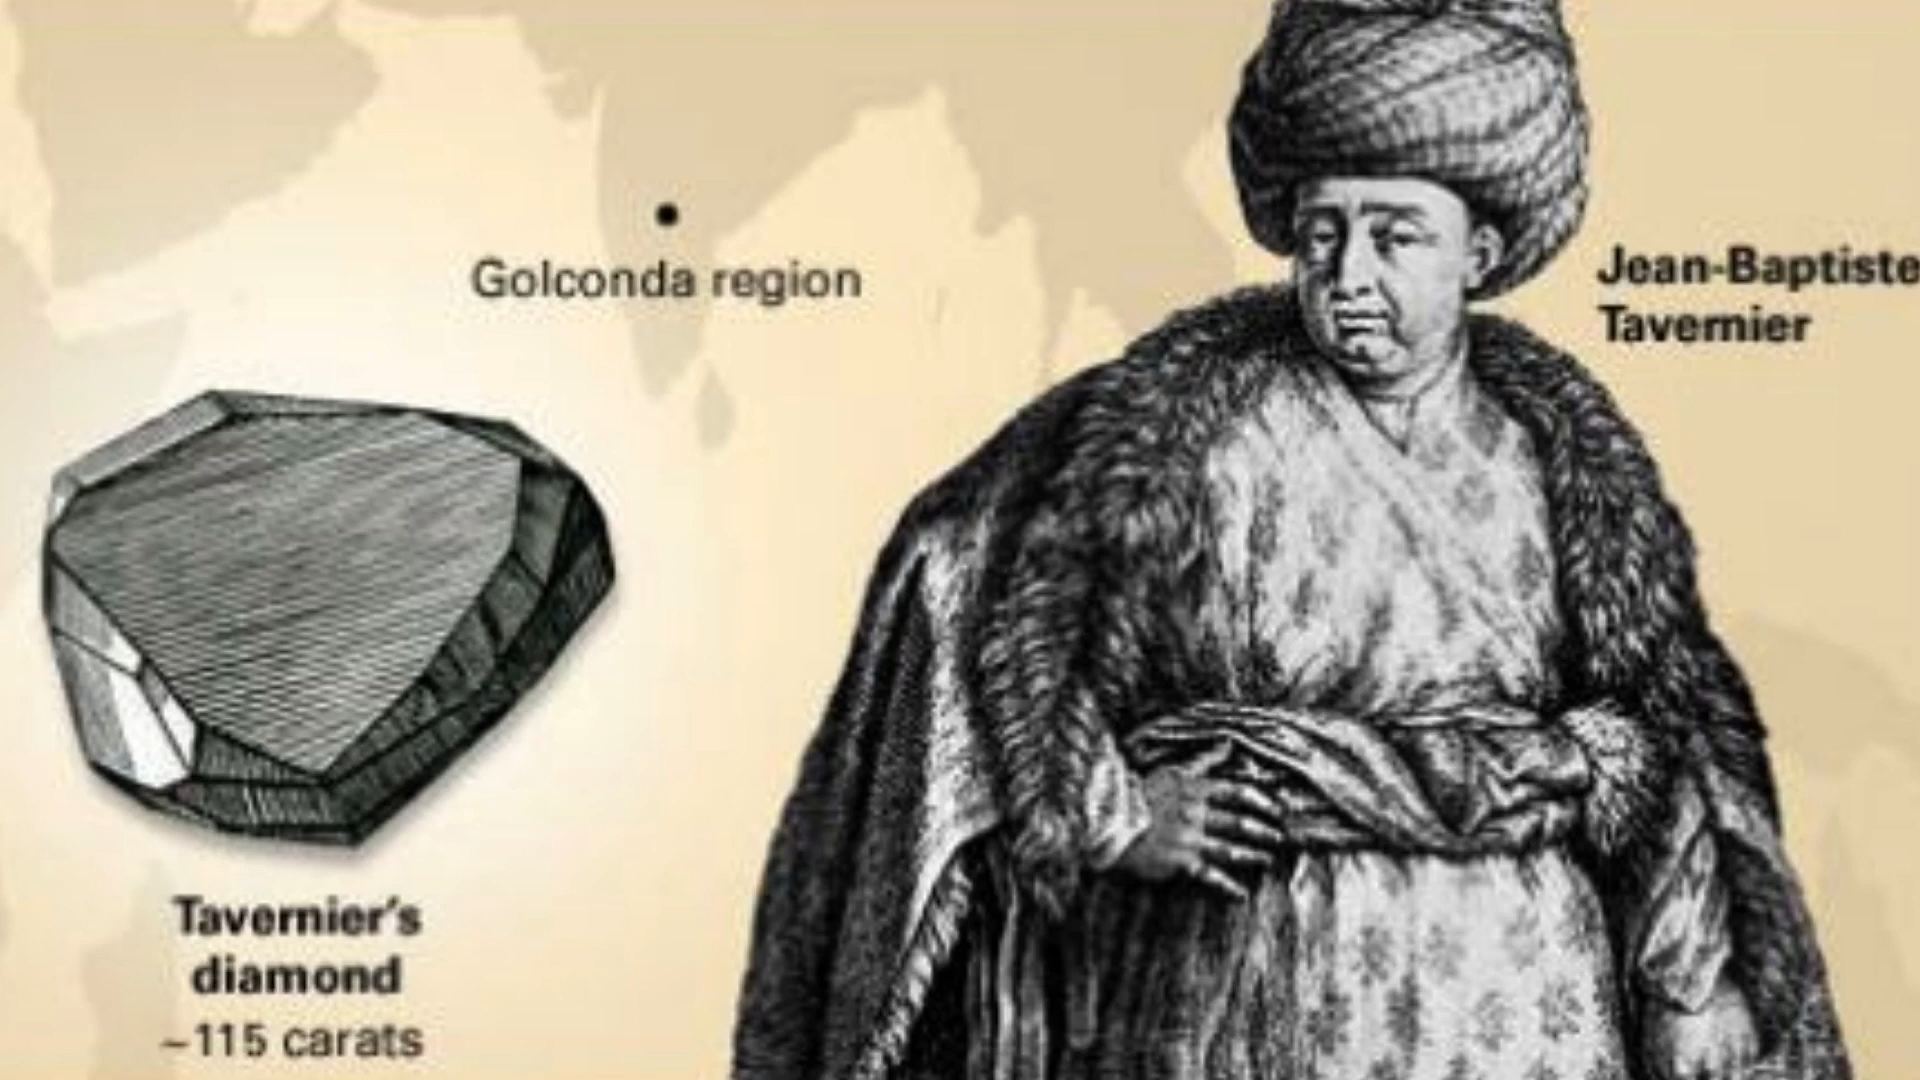 Golconda region
Jean-Baptiste
Tavernier
Tavernier's
diamond
~115 carats